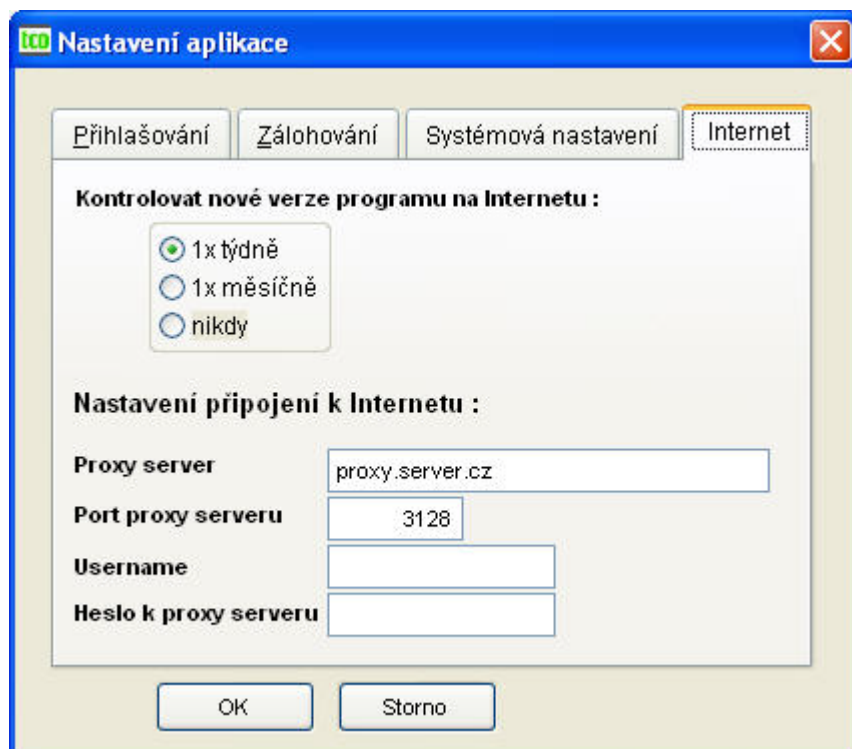 tco Nastavení aplikace
Přihlašování Zálohování Systémová nastavení Internet
Kontrolovat nové verze programu na Internetu :
1x týdně
1x měsíčně
nikdy
Nastavení připojení k Internetu :
Proxy server proxy.server.cz
Port proxy serveru 3128
Username
Heslo k proxy serveru
OK Storno